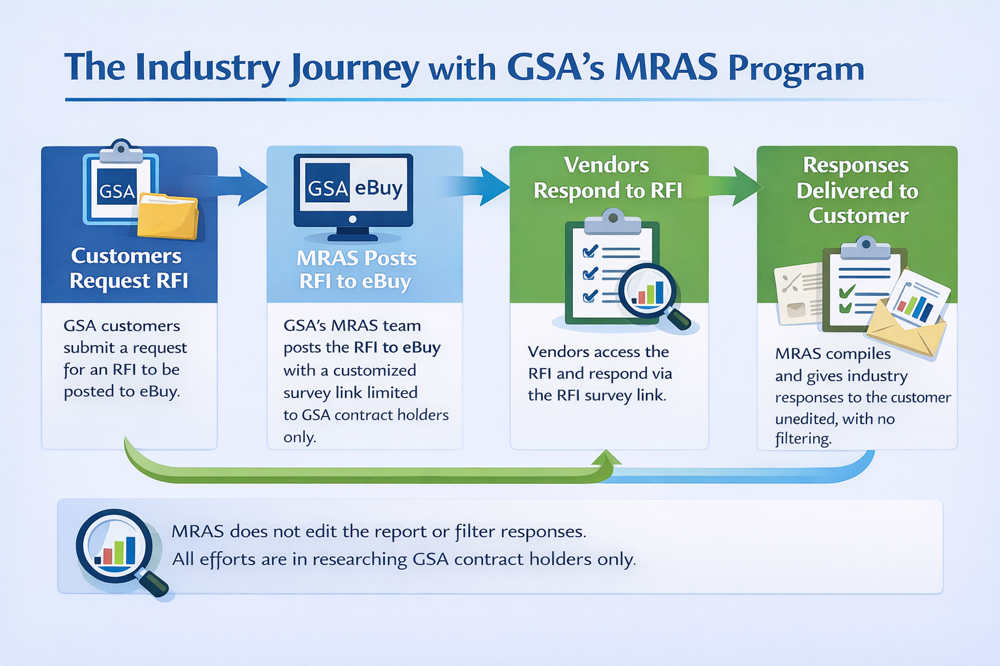 The Industry Journey with GSA's MRAS Program
GSA
Customers
Request RFI
GSA customers
submit a request
for an RFI to be
posted to eBuy.
GSA eBuy
MRAS Posts
RFI to eBuy
GSA's MRAS team
posts the RFI to eBuy
with a customized
survey link limited
to GSA contract holders
only.
Vendors
Respond to RFI
Vendors access the
RFI and respond via
the RFI survey link.
Responses
Delivered to
Customer
MRAS compiles
and gives industry
responses to the customer
unedited, with no
filtering.
MRAS does not edit the report or filter responses.
All efforts are in researching GSA contract holders only.